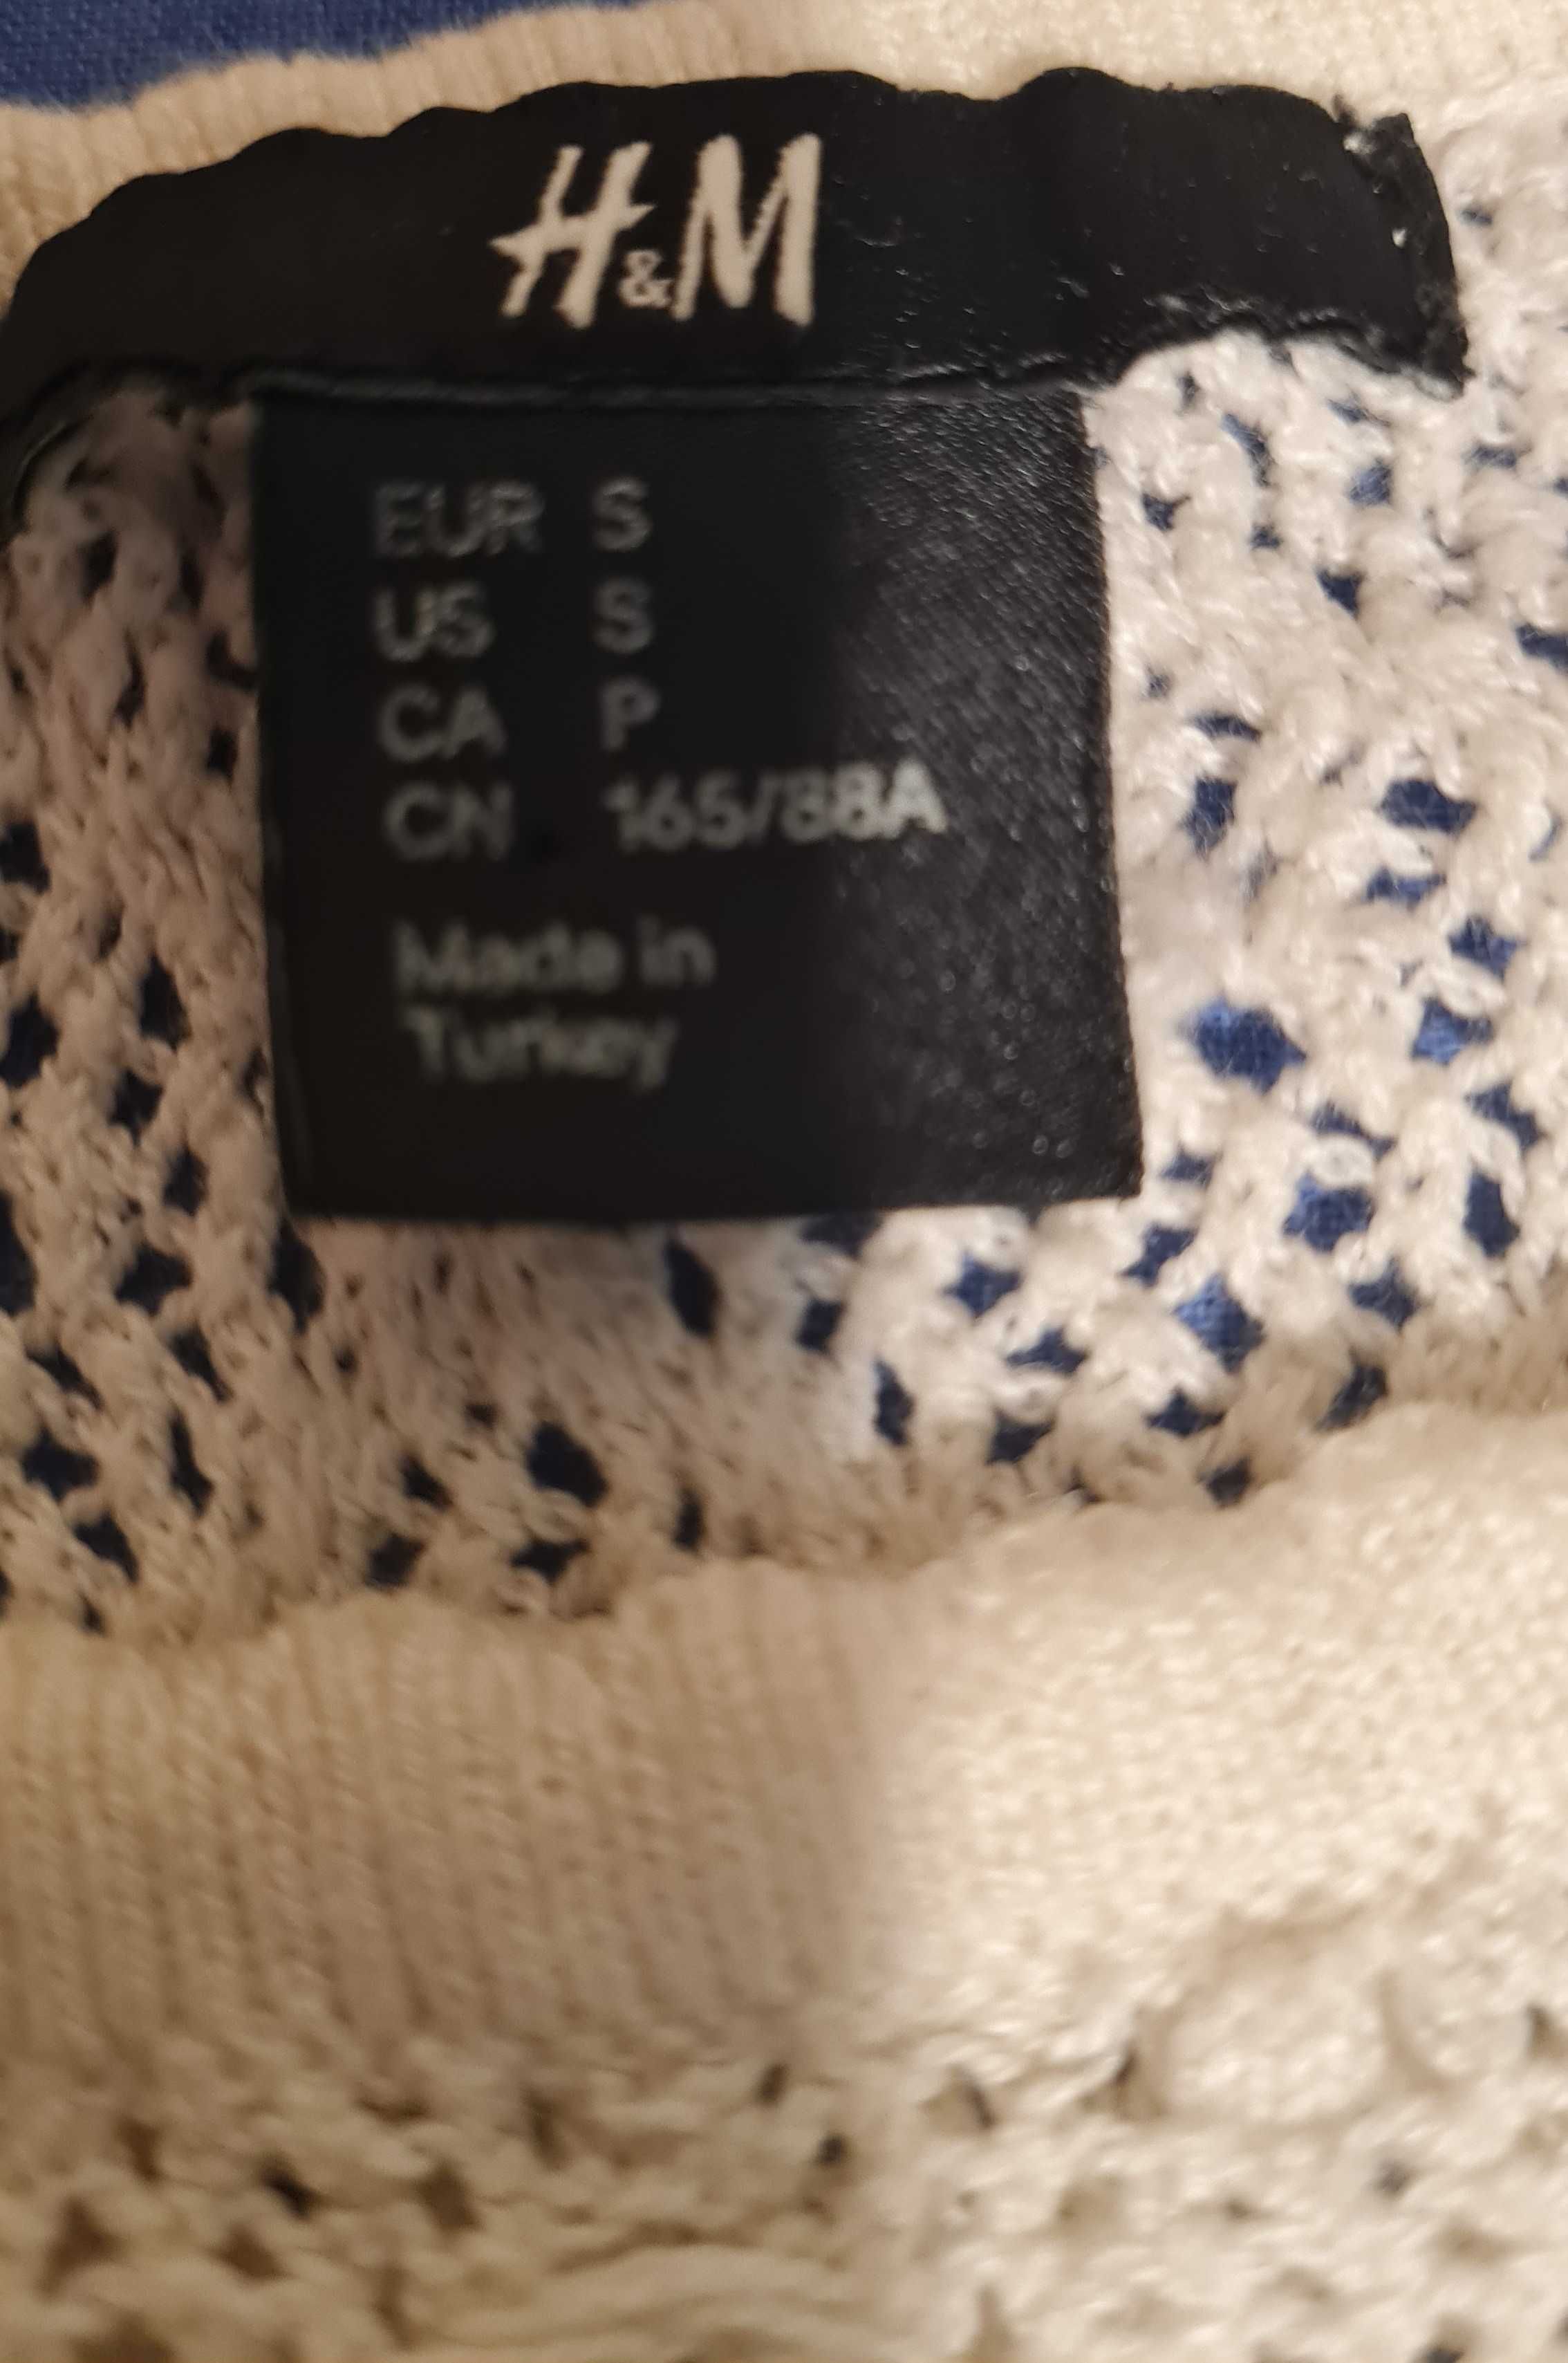 H&M
EUR S
US S
CA P
CN 165/88A
Made in
Turkey